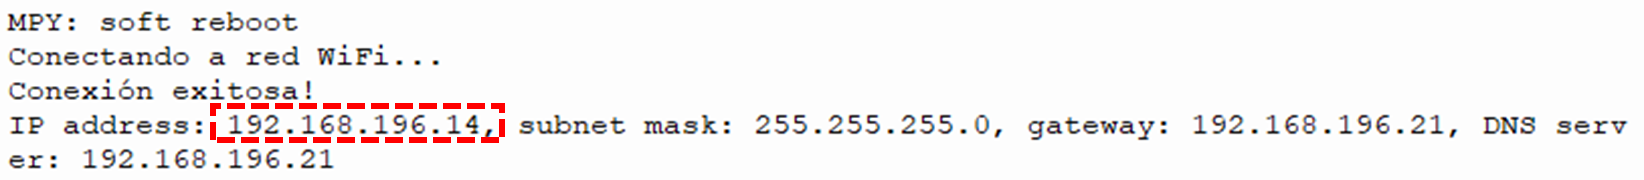 MPY: soft reboot
Conectando a red WiFi...
Conexión exitosa!
IP address: 192.168.196.14, subnet mask: 255.255.255.0, gateway: 192.168.196.21, DNS serv
er: 192.168.196.21